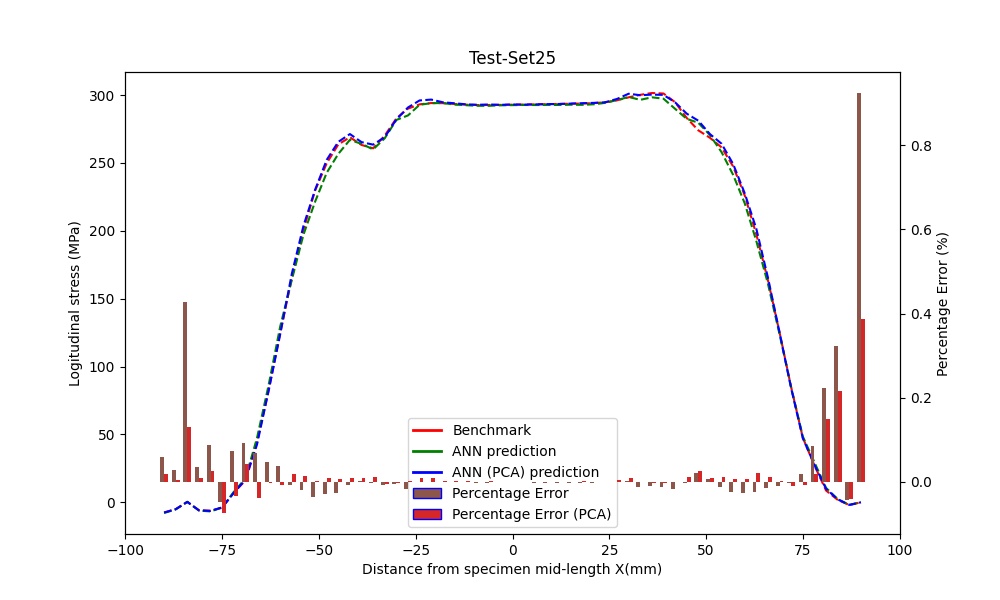 Test-Set25
300
250
200
150
100
50
0
Logitudinal stress (MPa)
0.8
0.6
0.4
0.2
0.0
Percentage Error (%)
Benchmark
ANN prediction
ANN (PCA) prediction
Percentage Error
Percentage Error (PCA)
−100 −75 −50 −25 0 25 50 75 100
Distance from specimen mid-length X(mm)